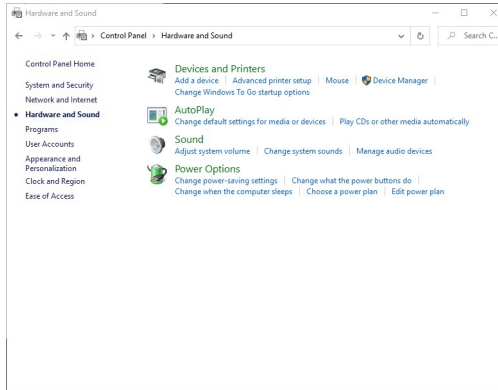 Hardware and Sound
Control Panel > Hardware and Sound
Search C...
Control Panel Home
System and Security
Network and Internet
Hardware and Sound
Programs
User Accounts
Appearance and
Personalization
Clock and Region
Ease of Access
Devices and Printers
Add a device | Advanced printer setup | Mouse | Device Manager |
Change Windows To Go startup options
AutoPlay
Change default settings for media or devices | Play CDs or other media automatically
Sound
Adjust system volume | Change system sounds | Manage audio devices
Power Options
Change power-saving settings | Change what the power buttons do |
Change when the computer sleeps | Choose a power plan | Edit power plan